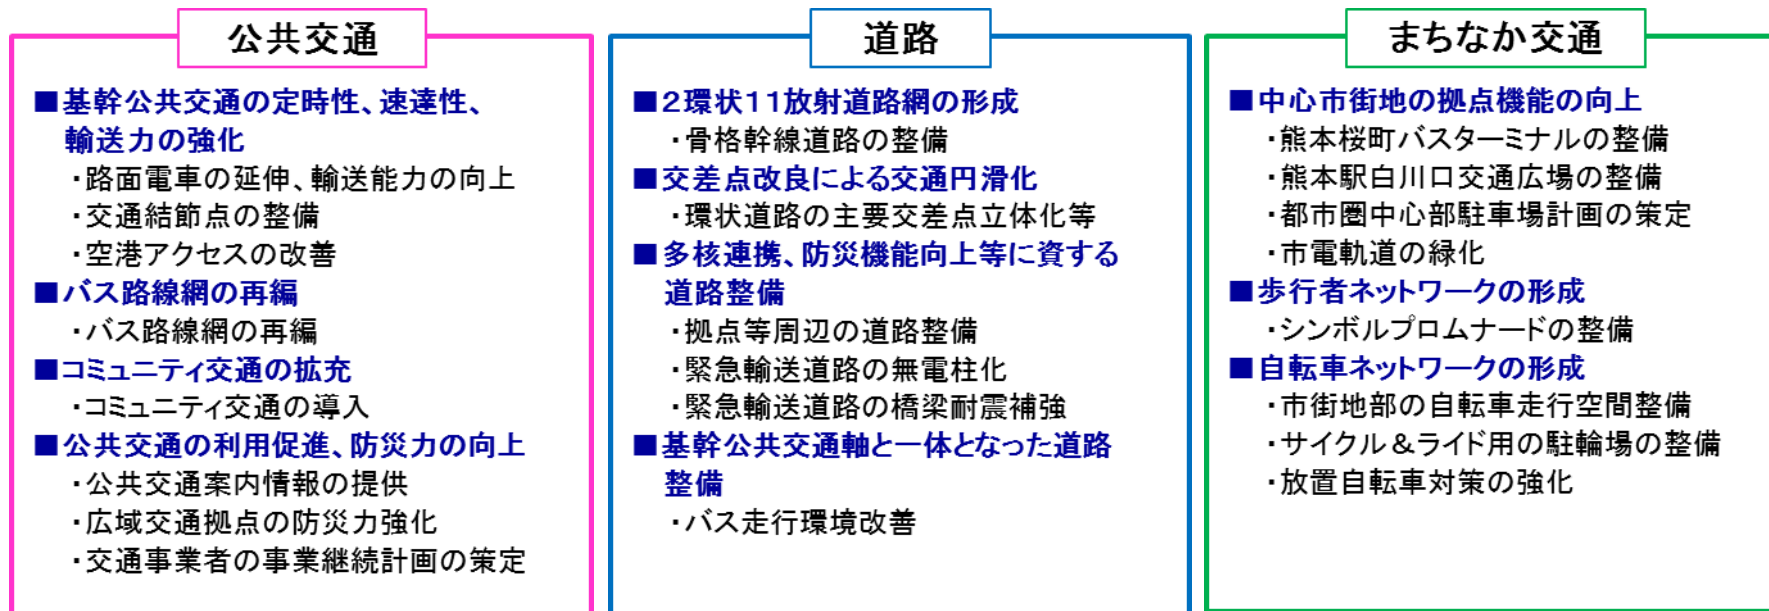 公共交通
■基幹公共交通の定時性、速達性、
輸送力の強化
・路面電車の延伸、輸送能力の向上
・交通結節点の整備
・空港アクセスの改善
■バス路線網の再編
・バス路線網の再編
■コミュニティ交通の拡充
・コミュニティ交通の導入
■公共交通の利用促進、防災力の向上
・公共交通案内情報の提供
・広域交通拠点の防災力強化
・交通事業者の事業継続計画の策定
道路
■２環状１１放射道路網の形成
・骨格幹線道路の整備
■交差点改良による交通円滑化
・環状道路の主要交差点立体化等
■多核連携、防災機能向上等に資する
道路整備
・拠点等周辺の道路整備
・緊急輸送道路の無電柱化
・緊急輸送道路の橋梁耐震補強
■基幹公共交通軸と一体となった道路
整備
・バス走行環境改善
まちなか交通
■中心市街地の拠点機能の向上
・熊本桜町バスターミナルの整備
・熊本駅白川口交通広場の整備
・都市圏中心部駐車場計画の策定
・市電軌道の緑化
■歩行者ネットワークの形成
・シンボルプロムナードの整備
■自転車ネットワークの形成
・市街地部の自転車走行空間整備
・サイクル＆ライド用の駐輪場の整備
・放置自転車対策の強化